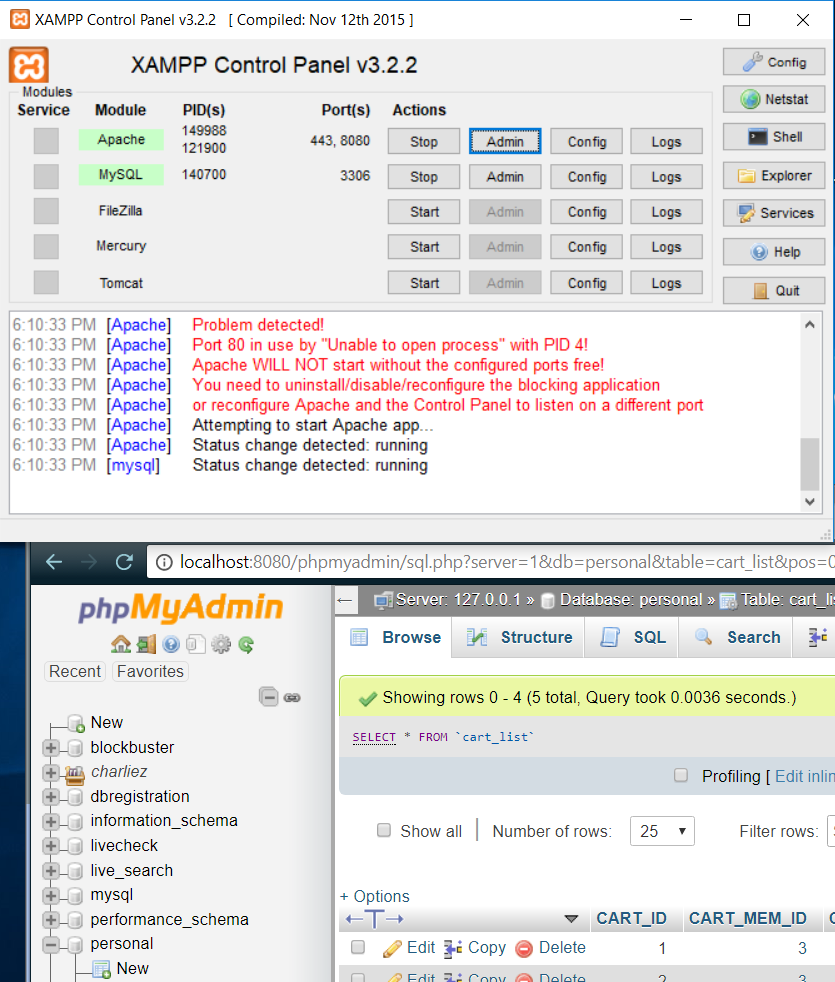 XAMPP Control Panel v3.2.2 [ Compiled: Nov 12th 2015 ]
XAMPP Control Panel v3.2.2
Config
Modules
Service Module PID(s) Port(s) Actions
Netstat
Apache 149988 121900 443, 8080 Stop Admin Config Logs
Shell
MySQL 140700 3306 Stop Admin Config Logs
Explorer
FileZilla Start Admin Config Logs
Services
Mercury Start Admin Config Logs
Help
Tomcat Start Admin Config Logs
Quit
6:10:33 PM [Apache] Problem detected!
6:10:33 PM [Apache] Port 80 in use by "Unable to open process" with PID 4!
6:10:33 PM [Apache] Apache WILL NOT start without the configured ports free!
6:10:33 PM [Apache] You need to uninstall/disable/reconfigure the blocking application
6:10:33 PM [Apache] or reconfigure Apache and the Control Panel to listen on a different port
6:10:33 PM [Apache] Attempting to start Apache app...
6:10:33 PM [Apache] Status change detected: running
6:10:33 PM [mysql] Status change detected: running
localhost:8080/phpmyadmin/sql.php?server=1&db=personal&table=cart_list&pos=0
phpMyAdmin
Recent Favorites
New
blockbuster
charliez
dbregistration
information_schema
livecheck
live_search
mysql
performance_schema
personal
New
Server: 127.0.0.1 » Database: personal » Table: cart_li
Browse Structure SQL Search
Showing rows 0 - 4 (5 total, Query took 0.0036 seconds.)
SELECT * FROM `cart_list`
Profiling [ Edit inlin
Show all Number of rows: 25 Filter rows: S
+ Options
←T→ CART_ID CART_MEM_ID C
Edit Copy Delete 1 3
Edit Copy Delete 2 3